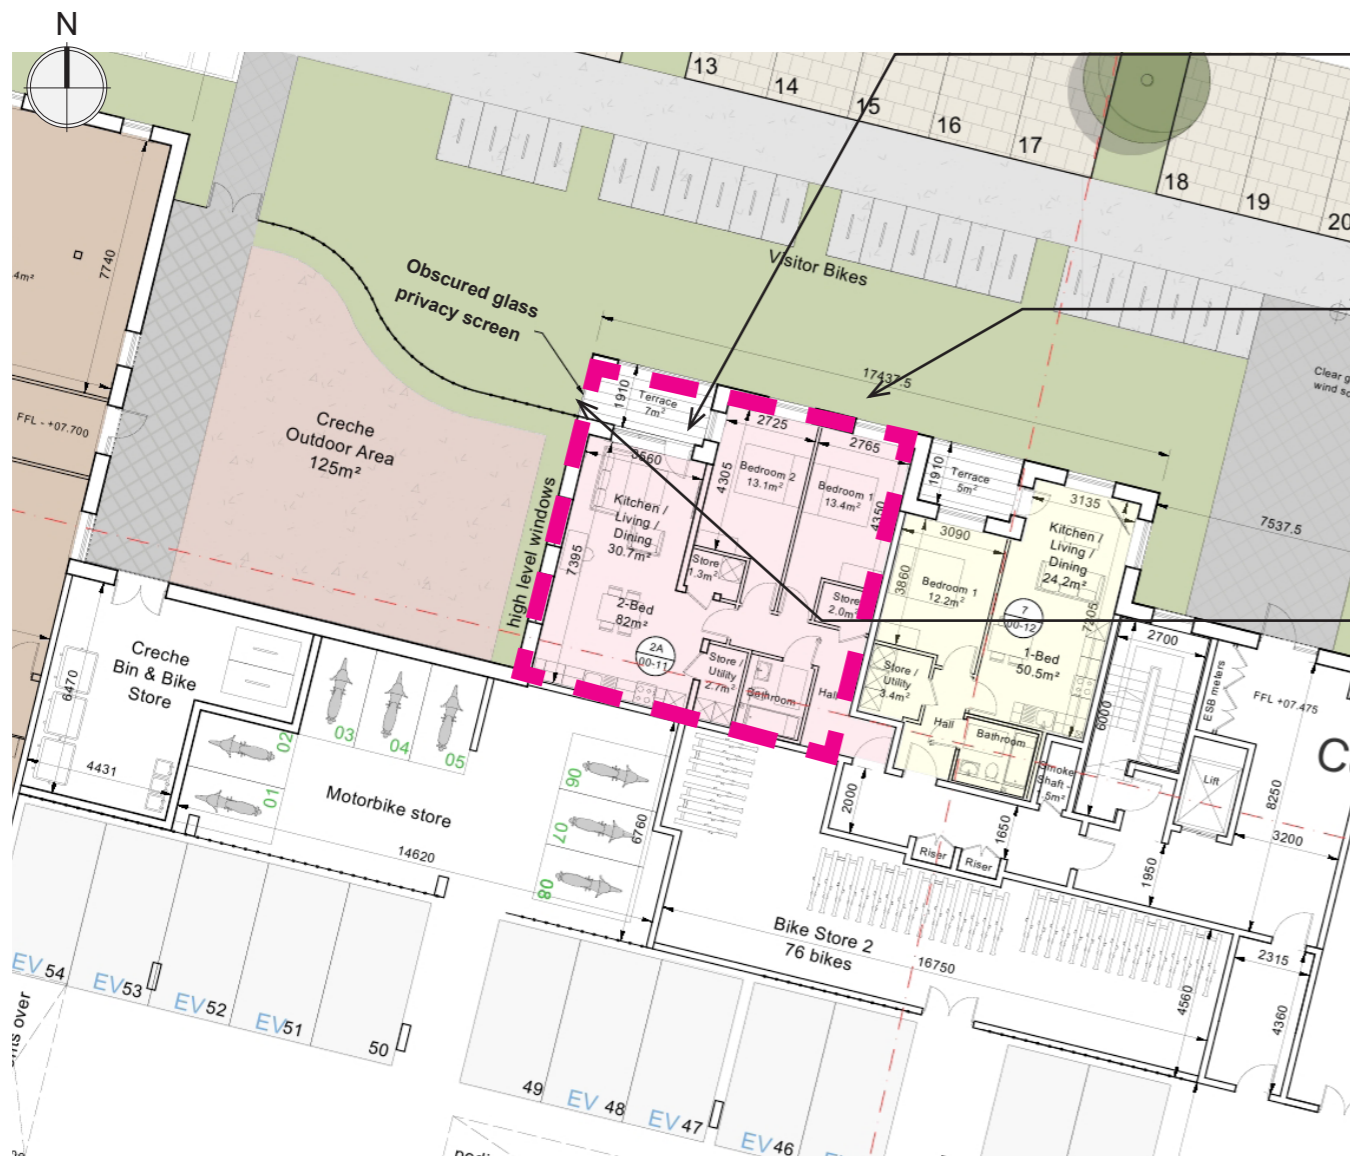 N
13
14
15
16
17
18
19
20
Visitor Bikes
7740
4m²
FFL - +07.700
Obscured glass
privacy screen
17437.5
Clear g
wind sc
Creche
Outdoor Area
125m²
high level windows
1910
Terrace
7m²
2725
2765
3660
4305
Bedroom 2
13.1m²
Bedroom 1
13.4m²
4350
Kitchen /
Living /
Dining
30.7m²
7395
Store
1.3m²
Store
2.0m²
2-Bed
82m²
2A
00-11
Store /
Utility
2.7m²
Bathroom
Hall
1910
Terrace
5m²
3135
7537.5
3090
3860
Bedroom 1
12.2m²
Kitchen /
Living /
Dining
24.2m²
7205
7
00-12
1-Bed
50.5m²
Store /
Utility
3.4m²
Hall
Bathroom
Smoke
Shaft -
.5m²
2700
6000
ESB meters
FFL +07.475
Lift
8250
3200
Creche
Bin & Bike
Store
6470
4431
02
03
04
05
01
Motorbike store
14620
06
07
08
6760
2000
1650
1950
Riser
Riser
Bike Store 2
76 bikes
16750
4560
2315
4360
EV 54
EV 53
EV 52
EV 51
50
49
EV 48
EV 47
EV 46
nts over
podi